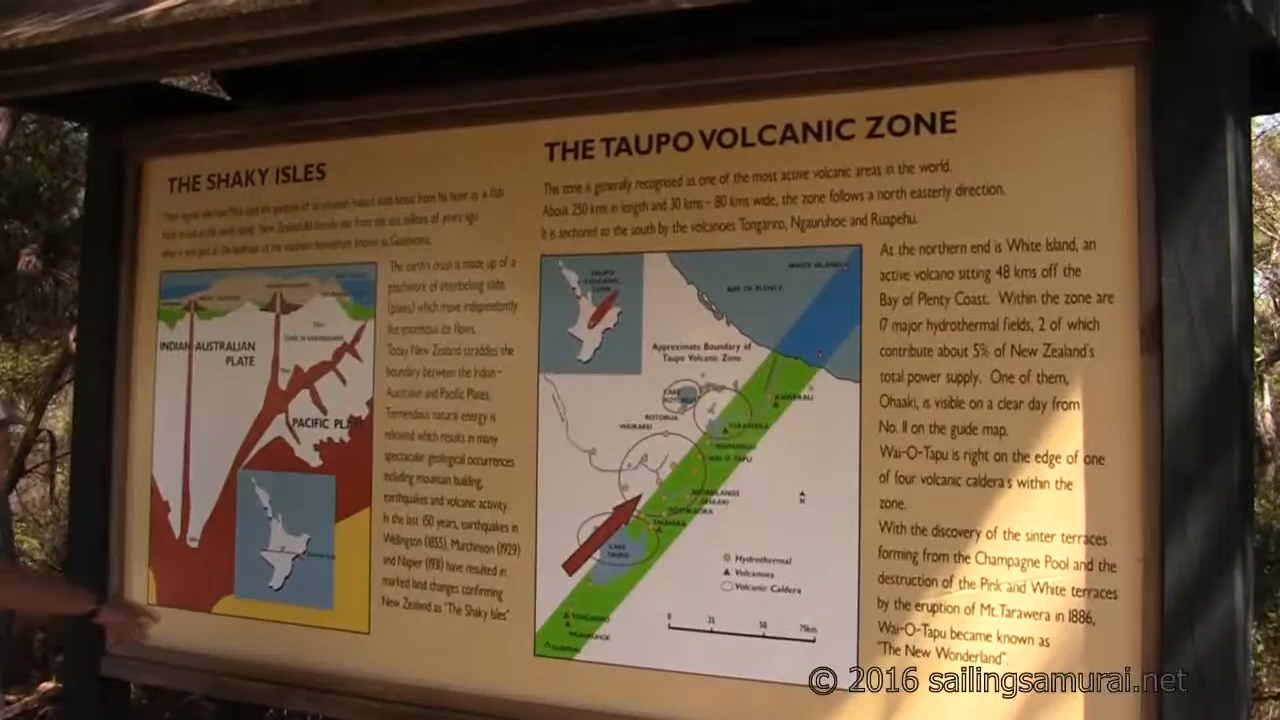 THE SHAKY ISLES
The earth's crust is made up of a
patchwork of interlocking slabs
(plates) which move independently
like enormous ice flows.
Today New Zealand straddles the
boundary between the Indian -
Australian and Pacific Plates.
Tremendous natural energy is
released which results in many
spectacular geological occurrences
including mountain building,
earthquakes and volcanic activity.
In the last 150 years, earthquakes in
Wellington (1855), Murchinson (1929)
and Napier (1931) have resulted in
marked land changes confirming
New Zealand as "The Shaky Isles"
INDIAN AUSTRALIAN
PLATE
PACIFIC PLATE
THE TAUPO VOLCANIC ZONE
This zone is generally recognised as one of the most active volcanic areas in the world.
About 250 kms in length and 30 kms - 80 kms wide, the zone follows a north easterly direction.
It is anchored to the south by the volcanoes Tongariro, Ngauruhoe and Ruapehu.
TAUPO
VOLCANIC
ZONE
WHITE ISLAND
BAY OF PLENTY
Approximate Boundary of
Taupo Volcanic Zone
LAKE
ROTORUA
ROTORUA
WAIRAKEI
KAWERAU
TARAWERA
WAI-O-TAPU
OHAAKI
LAKE
TAUPO
TONGARIRO
NGAURUHOE
N
Hydrothermal
Volcanoes
Volcanic Caldera
0 25 50 75km
At the northern end is White Island, an
active volcano sitting 48 kms off the
Bay of Plenty Coast. Within the zone are
17 major hydrothermal fields, 2 of which
contribute about 5% of New Zealand's
total power supply. One of them,
Ohaaki, is visible on a clear day from
No. 11 on the guide map.
Wai-O-Tapu is right on the edge of one
of four volcanic caldera s within the
zone.
With the discovery of the sinter terraces
forming from the Champagne Pool and the
destruction of the Pink and White terraces
by the eruption of Mt. Tarawera in 1886,
Wai-O-Tapu became known as
"The New Wonderland".
© 2016 sailingsamurai.net